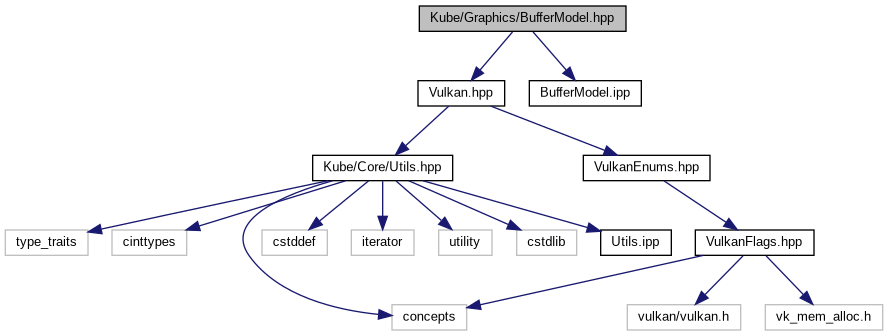 Kube/Graphics/BufferModel.hpp
Vulkan.hpp
BufferModel.ipp
Kube/Core/Utils.hpp
VulkanEnums.hpp
type_traits
cinttypes
cstddef
iterator
utility
cstdlib
Utils.ipp
VulkanFlags.hpp
concepts
vulkan/vulkan.h
vk_mem_alloc.h